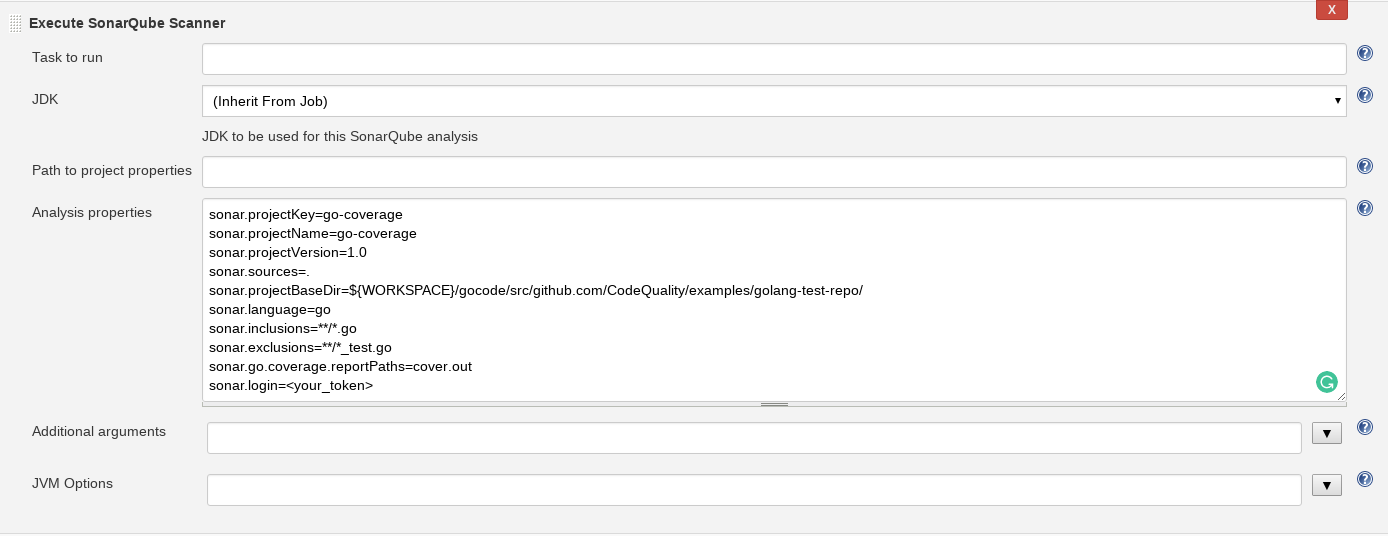 X
Execute SonarQube Scanner
Task to run
JDK
(Inherit From Job)
JDK to be used for this SonarQube analysis
Path to project properties
Analysis properties
sonar.projectKey=go-coverage
sonar.projectName=go-coverage
sonar.projectVersion=1.0
sonar.sources=.
sonar.projectBaseDir=${WORKSPACE}/gocode/src/github.com/CodeQuality/examples/golang-test-repo/
sonar.language=go
sonar.inclusions=**/*.go
sonar.exclusions=**/*_test.go
sonar.go.coverage.reportPaths=cover.out
sonar.login=<your_token>
Additional arguments
JVM Options